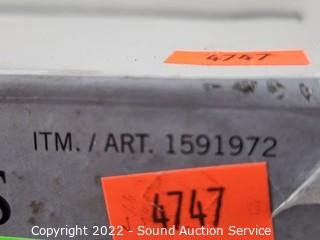 4747
ITM. / ART. 1591972
4747
S
Copyright 2022 - Sound Auction Service